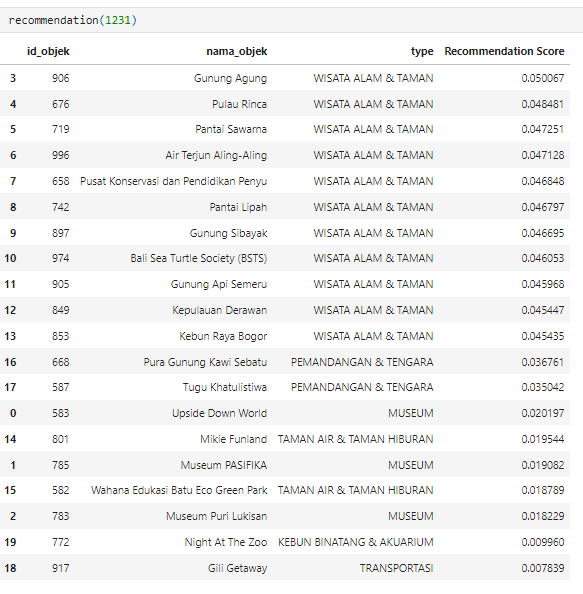 recommendation(1231)
id_objek nama_objek type Recommendation Score
3 906 Gunung Agung WISATA ALAM & TAMAN 0.050067
4 676 Pulau Rinca WISATA ALAM & TAMAN 0.048481
5 719 Pantai Sawarna WISATA ALAM & TAMAN 0.047251
6 996 Air Terjun Aling-Aling WISATA ALAM & TAMAN 0.047128
7 658 Pusat Konservasi dan Pendidikan Penyu WISATA ALAM & TAMAN 0.046848
8 742 Pantai Lipah WISATA ALAM & TAMAN 0.046797
9 897 Gunung Sibayak WISATA ALAM & TAMAN 0.046695
10 974 Bali Sea Turtle Society (BSTS) WISATA ALAM & TAMAN 0.046053
11 905 Gunung Api Semeru WISATA ALAM & TAMAN 0.045968
12 849 Kepulauan Derawan WISATA ALAM & TAMAN 0.045447
13 853 Kebun Raya Bogor WISATA ALAM & TAMAN 0.045435
16 668 Pura Gunung Kawi Sebatu PEMANDANGAN & TENGARA 0.036761
17 587 Tugu Khatulistiwa PEMANDANGAN & TENGARA 0.035042
0 583 Upside Down World MUSEUM 0.020197
14 801 Mikie Funland TAMAN AIR & TAMAN HIBURAN 0.019544
1 785 Museum PASIFIKA MUSEUM 0.019082
15 582 Wahana Edukasi Batu Eco Green Park TAMAN AIR & TAMAN HIBURAN 0.018789
2 783 Museum Puri Lukisan MUSEUM 0.018229
19 772 Night At The Zoo KEBUN BINATANG & AKUARIUM 0.009960
18 917 Gili Getaway TRANSPORTASI 0.007839